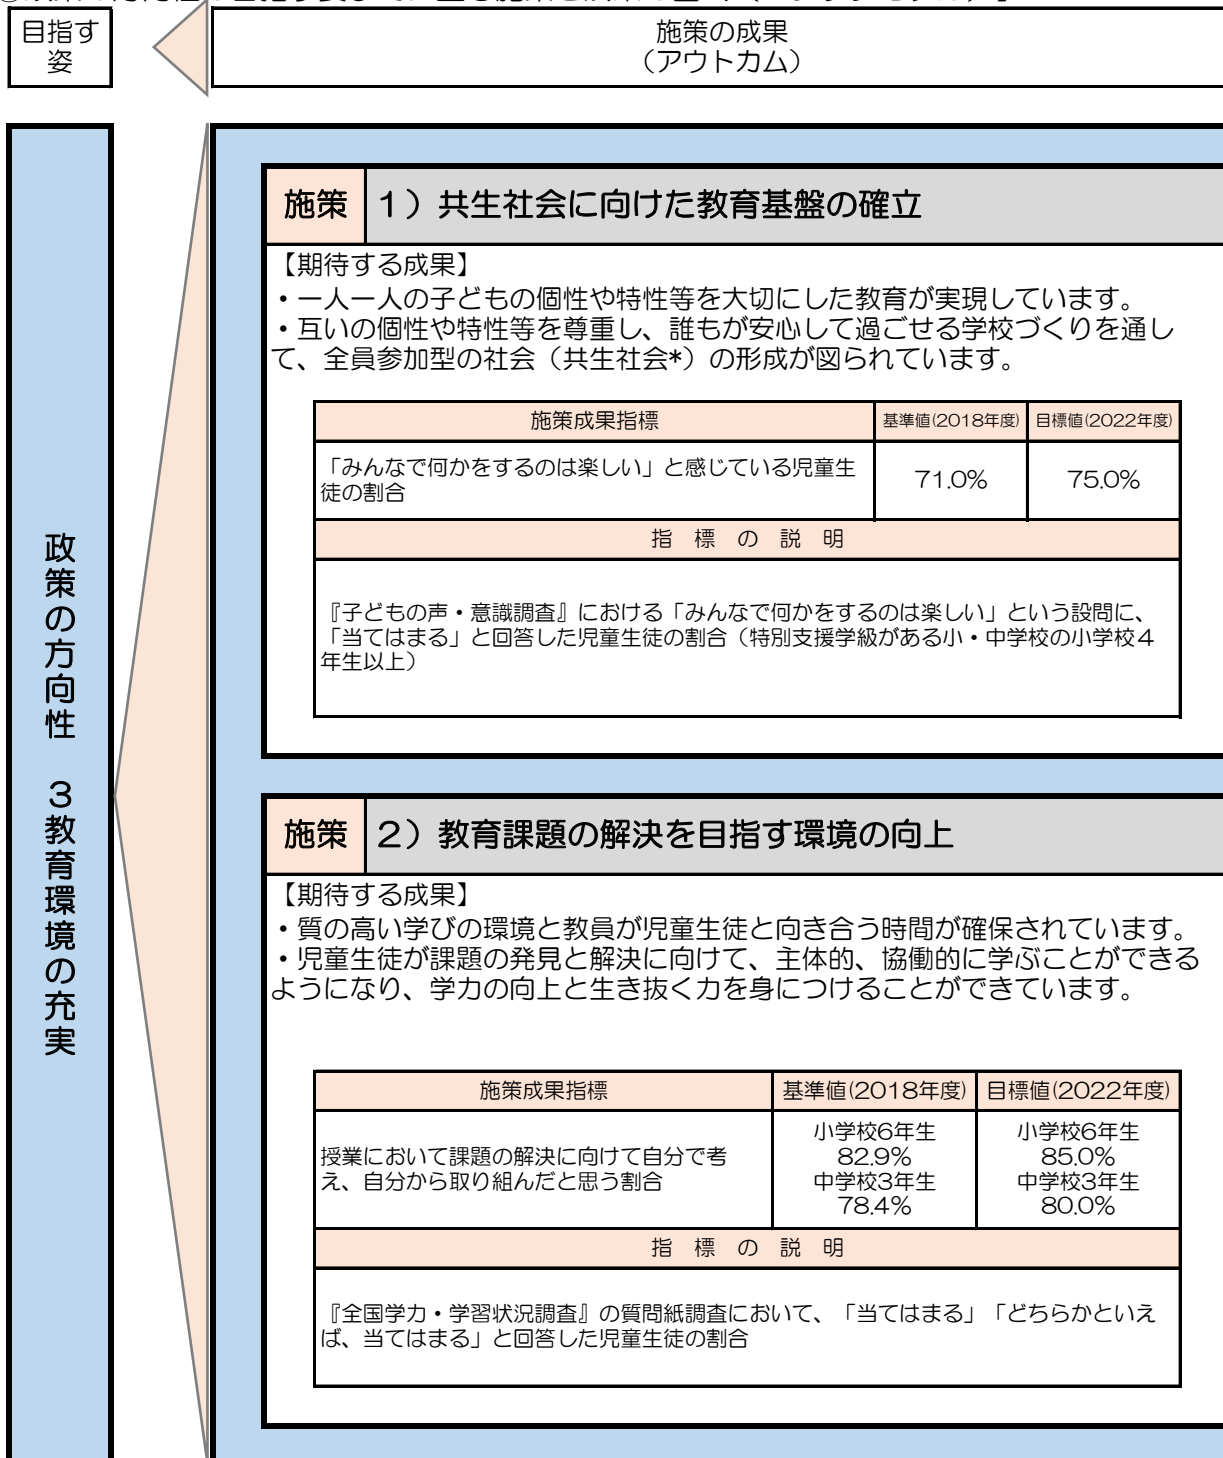 目指す
姿
施策の成果
（アウトカム）
政策の方向性　３教育環境の充実
施策 １）共生社会に向けた教育基盤の確立
【期待する成果】
・一人一人の子どもの個性や特性等を大切にした教育が実現しています。
・互いの個性や特性等を尊重し、誰もが安心して過ごせる学校づくりを通し
て、全員参加型の社会（共生社会*）の形成が図られています。
施策成果指標 基準値(2018年度) 目標値(2022年度)
「みんなで何かをするのは楽しい」と感じている児童生
徒の割合
71.0% 75.0%
指　標　の　説　明
『子どもの声・意識調査』における「みんなで何かをするのは楽しい」という設問に、
「当てはまる」と回答した児童生徒の割合（特別支援学級がある小・中学校の小学校４
年生以上）
施策 ２）教育課題の解決を目指す環境の向上
【期待する成果】
・質の高い学びの環境と教員が児童生徒と向き合う時間が確保されています。
・児童生徒が課題の発見と解決に向けて、主体的、協働的に学ぶことができる
ようになり、学力の向上と生き抜く力を身につけることができています。
施策成果指標 基準値(2018年度) 目標値(2022年度)
授業において課題の解決に向けて自分で考
え、自分から取り組んだと思う割合
小学校6年生
82.9%
中学校3年生
78.4%
小学校6年生
85.0%
中学校3年生
80.0%
指　標　の　説　明
『全国学力・学習状況調査』の質問紙調査において、「当てはまる」「どちらかといえ
ば、当てはまる」と回答した児童生徒の割合